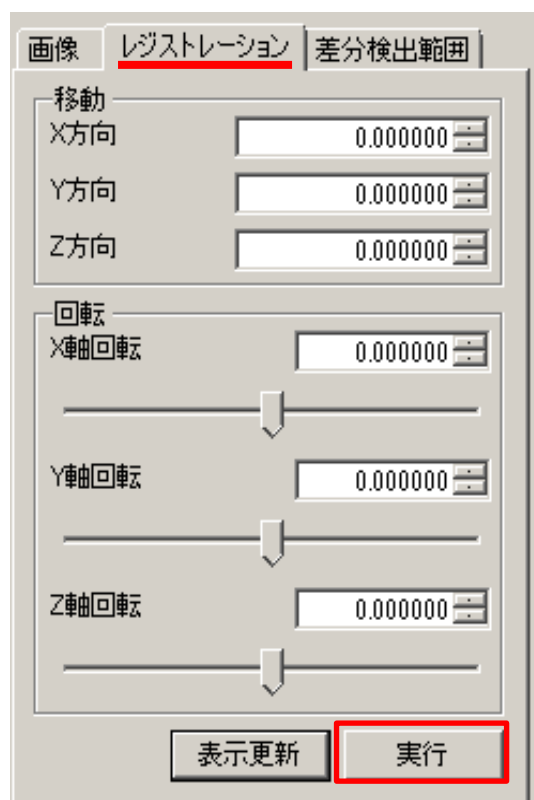 画像 レジストレーション 差分検出範囲
移動
X方向 0.000000
Y方向 0.000000
Z方向 0.000000
回転
X軸回転 0.000000
Y軸回転 0.000000
Z軸回転 0.000000
表示更新 実行